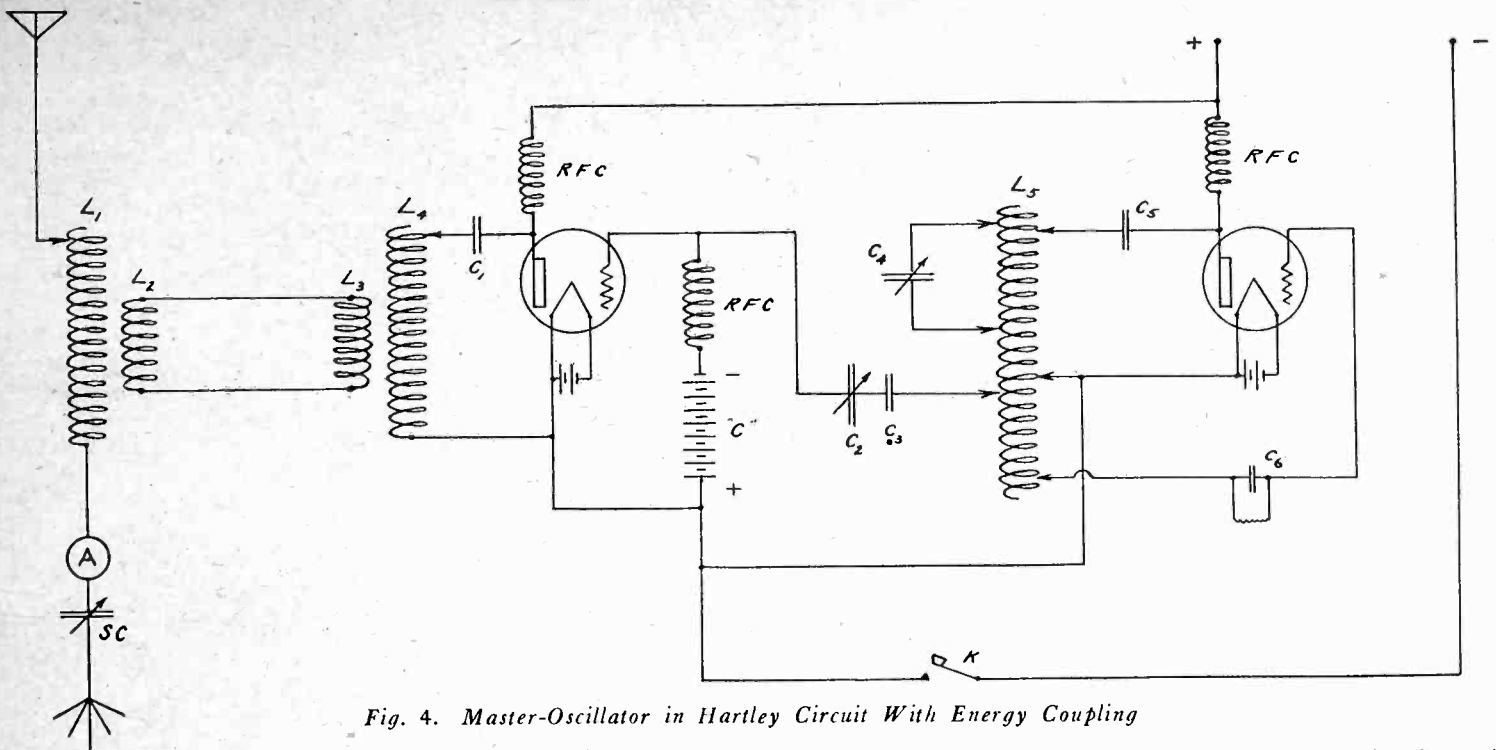 + −
RFC
RFC
L5
L1
L4
C5
C1
C4
L2
L3
RFC
−
"C"
C2
C3
C6
+
A
SC
K
Fig. 4. Master-Oscillator in Hartley Circuit With Energy Coupling